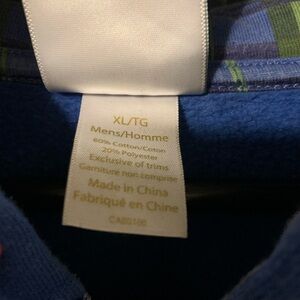 XL/TG
Mens/Homme
60% Cotton/Coton
20% Polyester
Exclusive of trims
Garniture non comprise
Made in China
Fabriqué en Chine